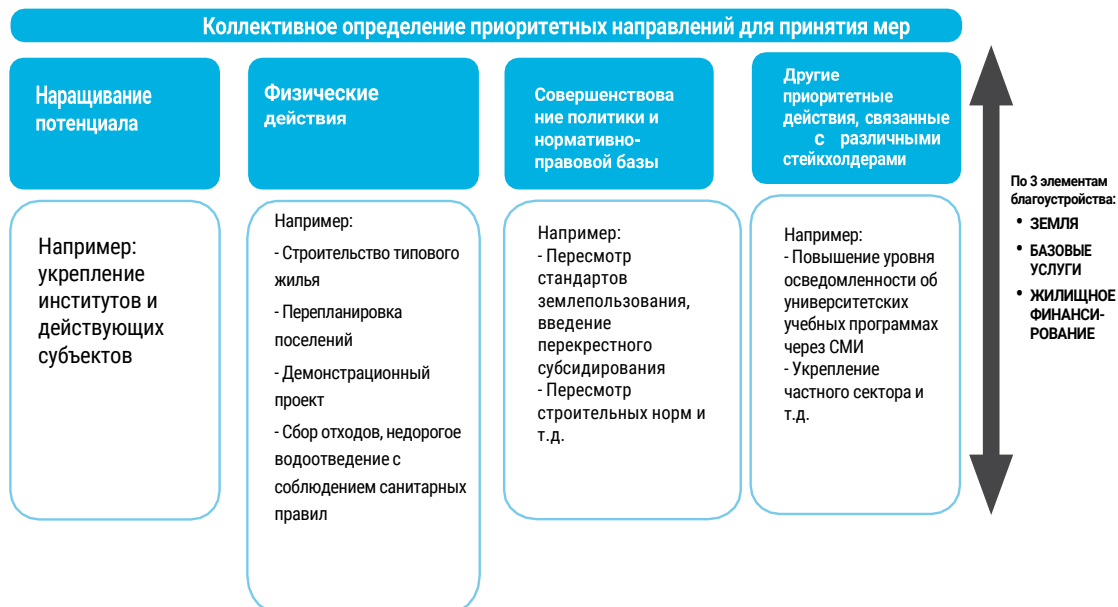 Коллективное определение приоритетных направлений для принятия мер
Наращивание
потенциала
Физические
действия
Совершенствова
ние политики и
нормативно-
правовой базы
Другие
приоритетные
действия, связанные
с различными
стейкхолдерами
Например:
укрепление
институтов и
действующих
субъектов
Например:
- Строительство типового
жилья
- Перепланировка
поселений
- Демонстрационный
проект
- Сбор отходов, недорогое
водоотведение с
соблюдением санитарных
правил
Например:
- Пересмотр
стандартов
землепользования,
введение
перекрестного
субсидирования
- Пересмотр
строительных норм и
т.д.
Например:
- Повышение уровня
осведомленности об
университетских
учебных программах
через СМИ
- Укрепление
частного сектора и
т.д.
По 3 элементам
благоустройства:
• ЗЕМЛЯ
• БАЗОВЫЕ
УСЛУГИ
• ЖИЛИЩНОЕ
ФИНАНСИ-
РОВАНИЕ